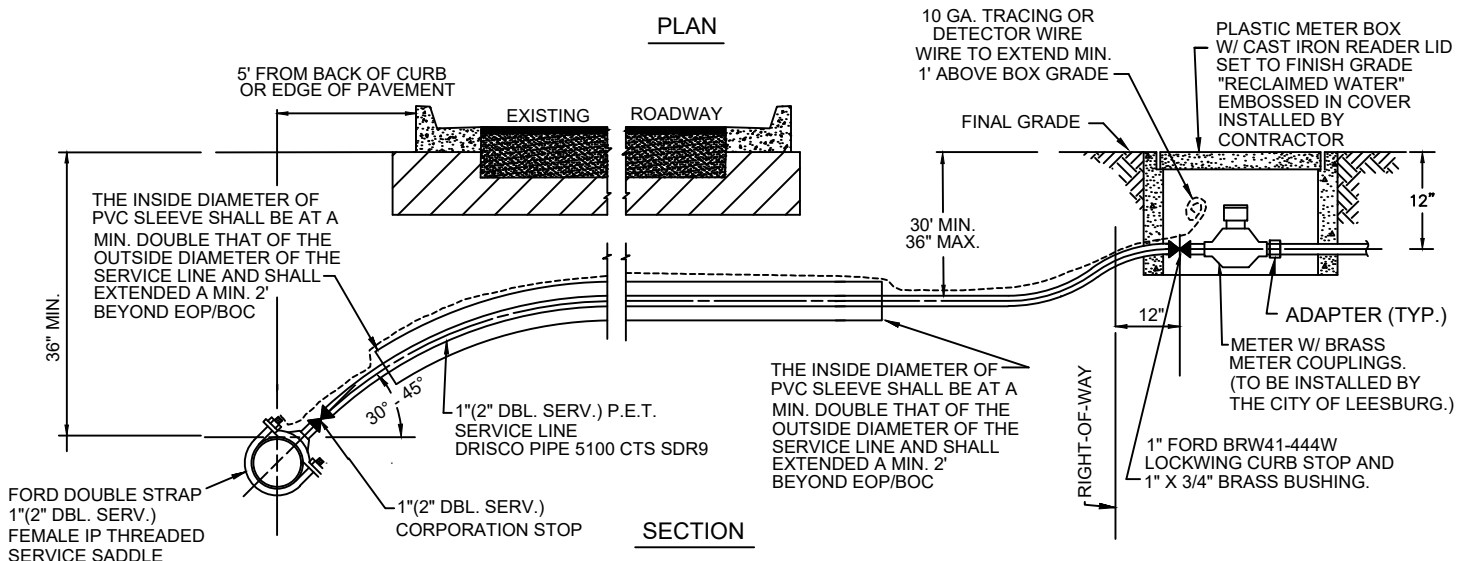 PLAN
5' FROM BACK OF CURB
OR EDGE OF PAVEMENT
EXISTING ROADWAY
10 GA. TRACING OR
DETECTOR WIRE
WIRE TO EXTEND MIN.
1' ABOVE BOX GRADE
PLASTIC METER BOX
W/ CAST IRON READER LID
SET TO FINISH GRADE
"RECLAIMED WATER"
EMBOSSED IN COVER
INSTALLED BY
CONTRACTOR
FINAL GRADE
THE INSIDE DIAMETER OF
PVC SLEEVE SHALL BE AT A
MIN. DOUBLE THAT OF THE
OUTSIDE DIAMETER OF THE
SERVICE LINE AND SHALL
EXTENDED A MIN. 2'
BEYOND EOP/BOC
36" MIN.
30' MIN.
36" MAX.
12"
12"
ADAPTER (TYP.)
METER W/ BRASS
METER COUPLINGS.
(TO BE INSTALLED BY
THE CITY OF LEESBURG.)
30° - 45°
1"(2" DBL. SERV.) P.E.T.
SERVICE LINE
DRISCO PIPE 5100 CTS SDR9
THE INSIDE DIAMETER OF
PVC SLEEVE SHALL BE AT A
MIN. DOUBLE THAT OF THE
OUTSIDE DIAMETER OF THE
SERVICE LINE AND SHALL
EXTENDED A MIN. 2'
BEYOND EOP/BOC
RIGHT-OF-WAY
1" FORD BRW41-444W
LOCKWING CURB STOP AND
1" X 3/4" BRASS BUSHING.
FORD DOUBLE STRAP
1"(2" DBL. SERV.)
FEMALE IP THREADED
SERVICE SADDLE
1"(2" DBL. SERV.)
CORPORATION STOP
SECTION